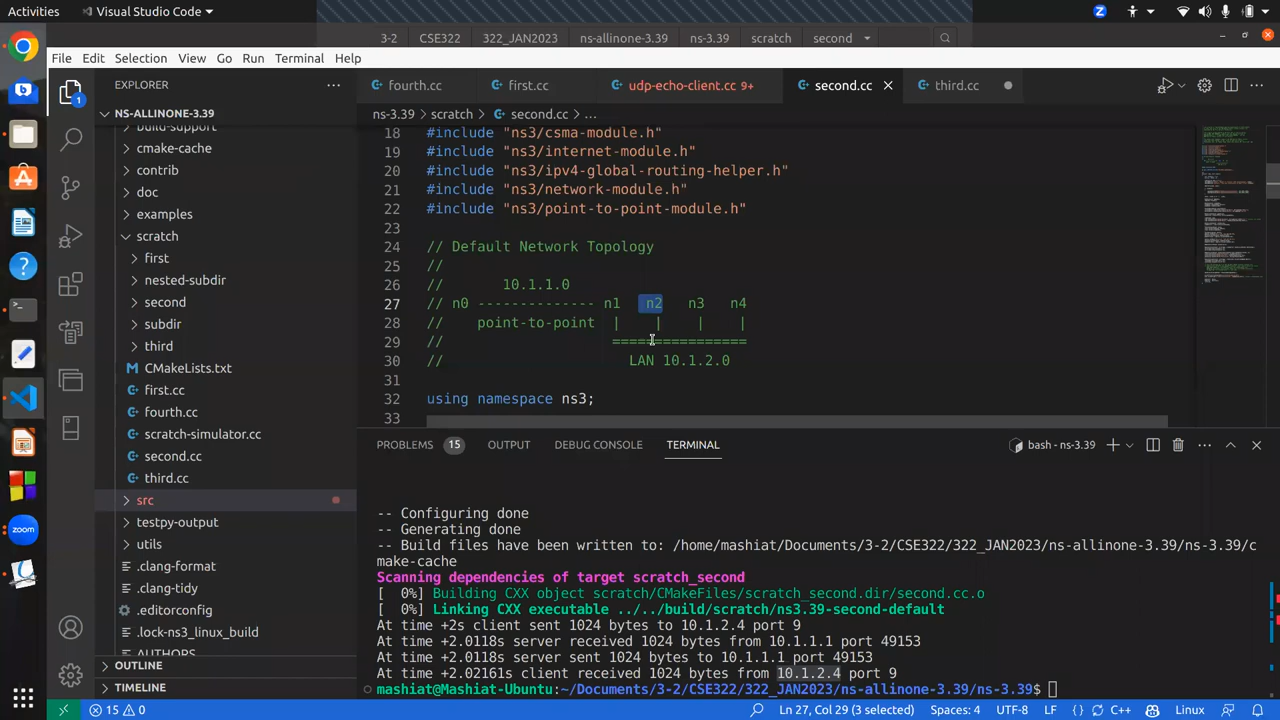 Activities
Visual Studio Code
3-2
CSE322
322_JAN2023
ns-allinone-3.39
ns-3.39
scratch
second
File Edit Selection View Go Run Terminal Help
EXPLORER
fourth.cc
first.cc
udp-echo-client.cc 9+
second.cc
third.cc
1
NS-ALLINONE-3.39
ns-3.39 > scratch > second.cc > ...
build-support
cmake-cache
contrib
doc
examples
scratch
first
nested-subdir
second
subdir
third
CMakeLists.txt
first.cc
fourth.cc
scratch-simulator.cc
second.cc
third.cc
src
testpy-output
utils
.clang-format
.clang-tidy
.editorconfig
.lock-ns3_linux_build
AUTHORS
OUTLINE
TIMELINE
18 #include "ns3/csma-module.h"
19 #include "ns3/internet-module.h"
20 #include "ns3/ipv4-global-routing-helper.h"
21 #include "ns3/network-module.h"
22 #include "ns3/point-to-point-module.h"
23
24 // Default Network Topology
25 //
26 // 10.1.1.0
27 // n0 -------------- n1 n2 n3 n4
28 // point-to-point | | | |
29 // ================
30 // LAN 10.1.2.0
31
32 using namespace ns3;
33
PROBLEMS 15 OUTPUT DEBUG CONSOLE TERMINAL
bash - ns-3.39
-- Configuring done
-- Generating done
-- Build files have been written to: /home/mashiat/Documents/3-2/CSE322/322_JAN2023/ns-allinone-3.39/ns-3.39/c
make-cache
Scanning dependencies of target scratch_second
[ 0%] Building CXX object scratch/CMakeFiles/scratch_second.dir/second.cc.o
[ 0%] Linking CXX executable ../../build/scratch/ns3.39-second-default
At time +2s client sent 1024 bytes to 10.1.2.4 port 9
At time +2.0118s server received 1024 bytes from 10.1.1.1 port 49153
At time +2.0118s server sent 1024 bytes to 10.1.1.1 port 49153
At time +2.02161s client received 1024 bytes from 10.1.2.4 port 9
mashiat@Mashiat-Ubuntu:~/Documents/3-2/CSE322/322_JAN2023/ns-allinone-3.39/ns-3.39$
zoom
15 0
Ln 27, Col 29 (3 selected) Spaces: 4 UTF-8 LF {} C++ Linux